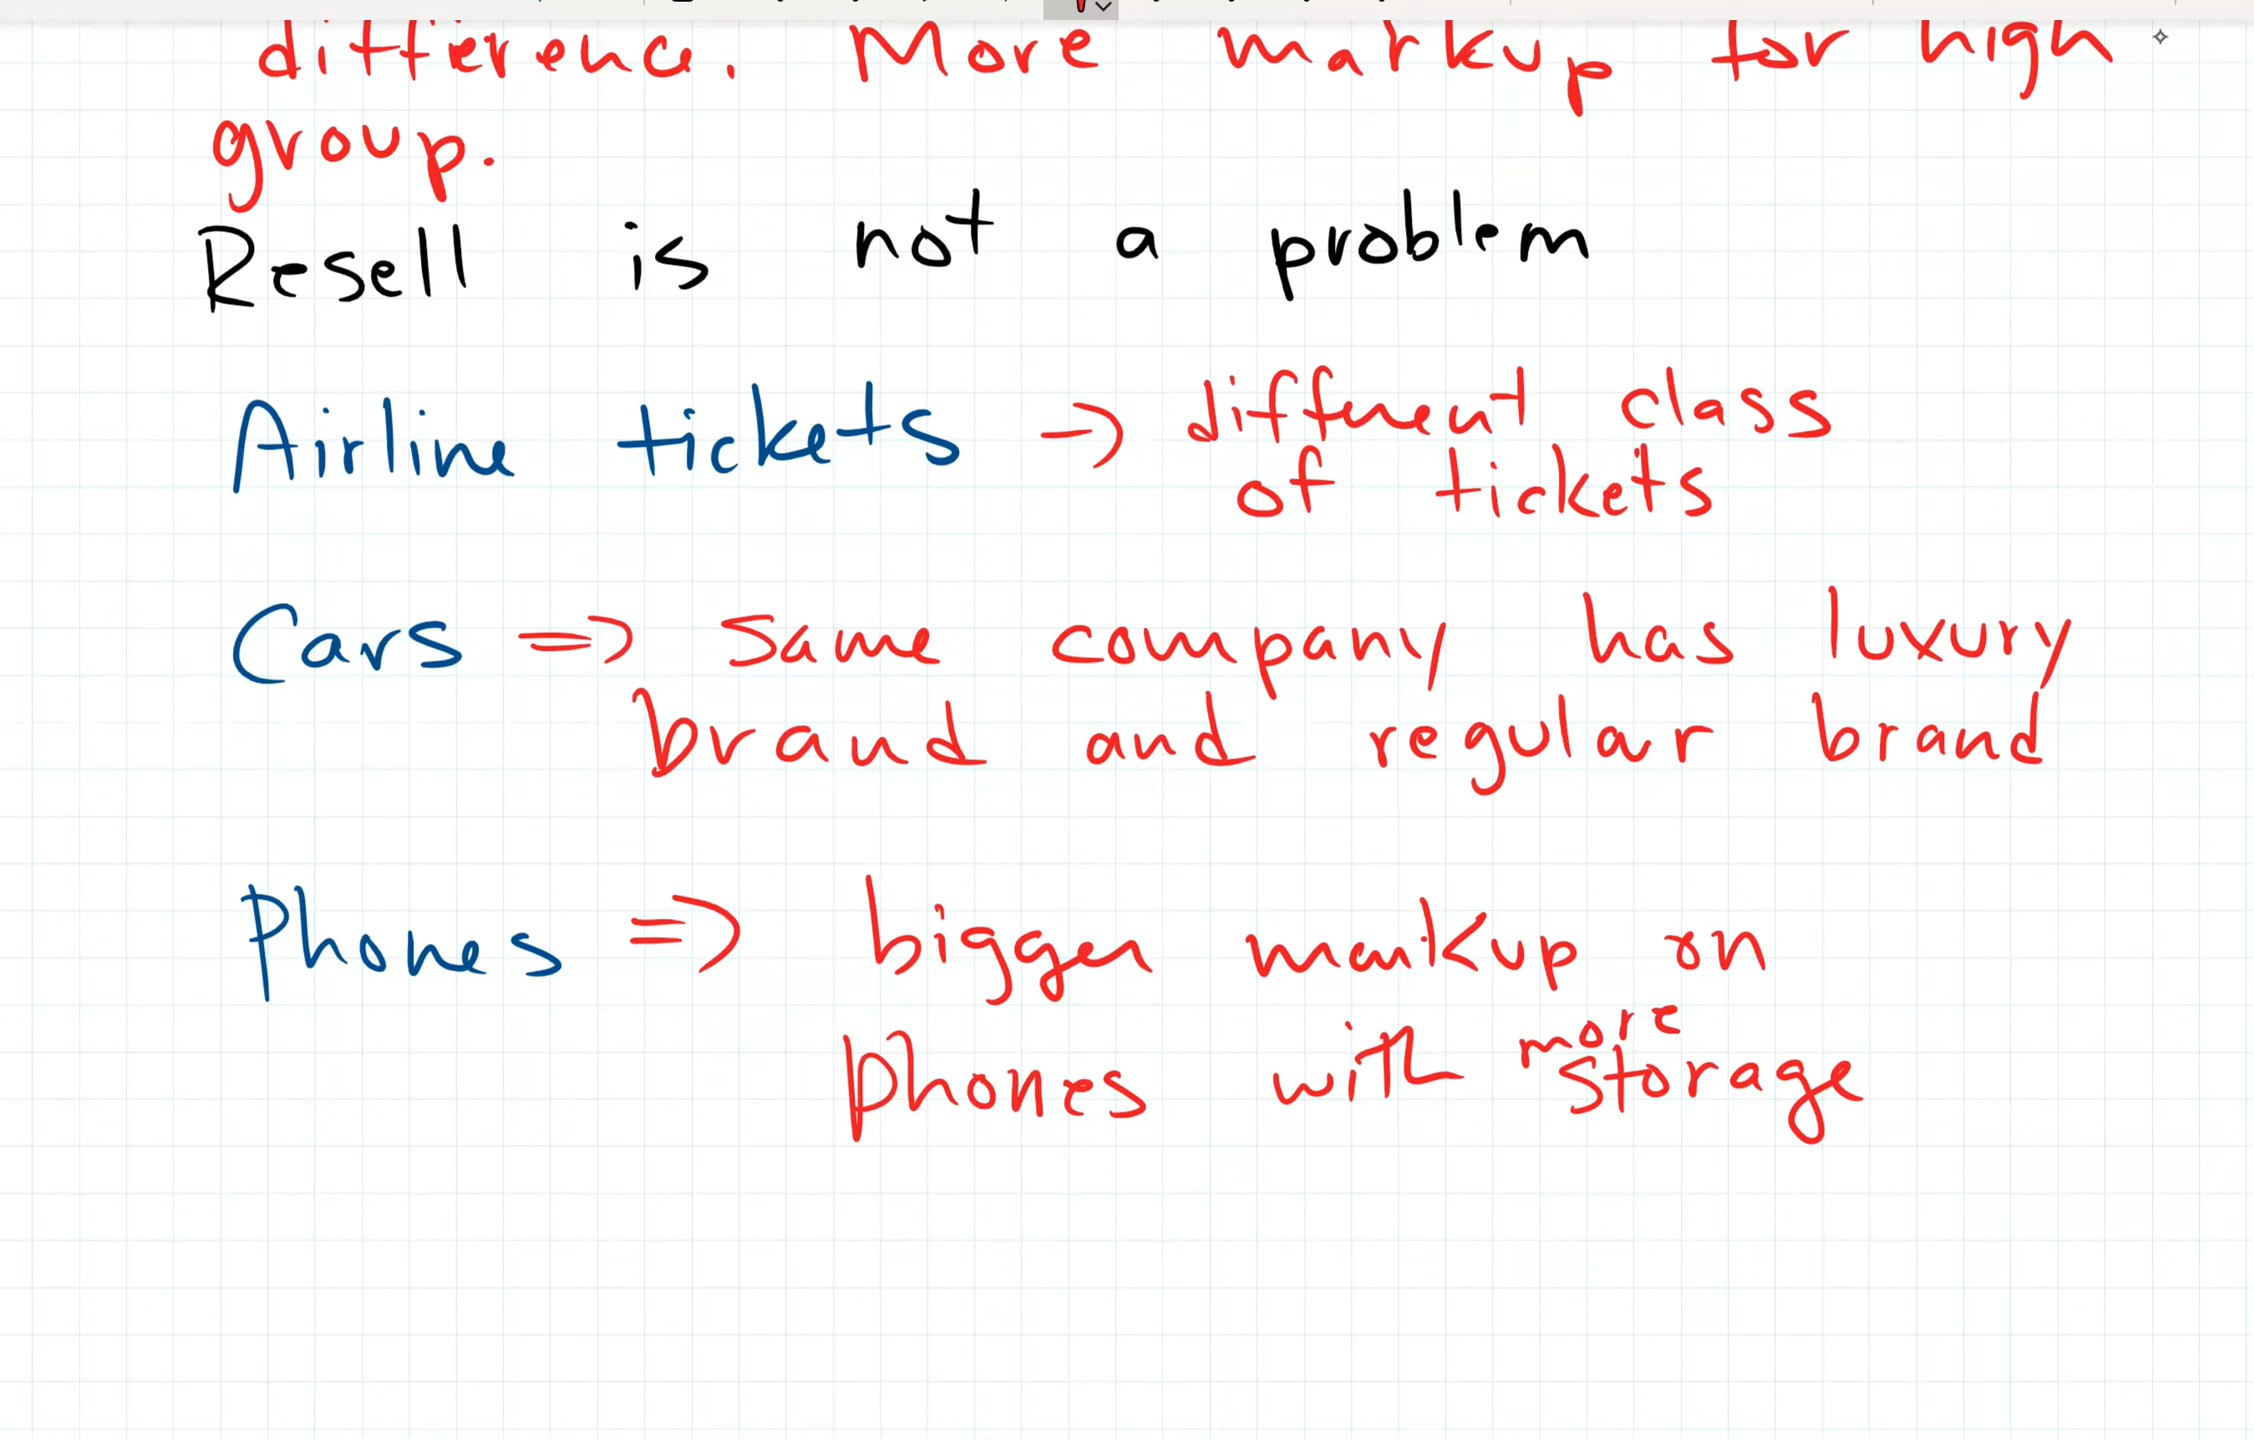 difference. More markup for high
group.
Resell is not a problem
Airline tickets → different class
of tickets
Cars ⇒ same company has luxury
brand and regular brand
Phones ⇒ bigger markup on
phones with more storage